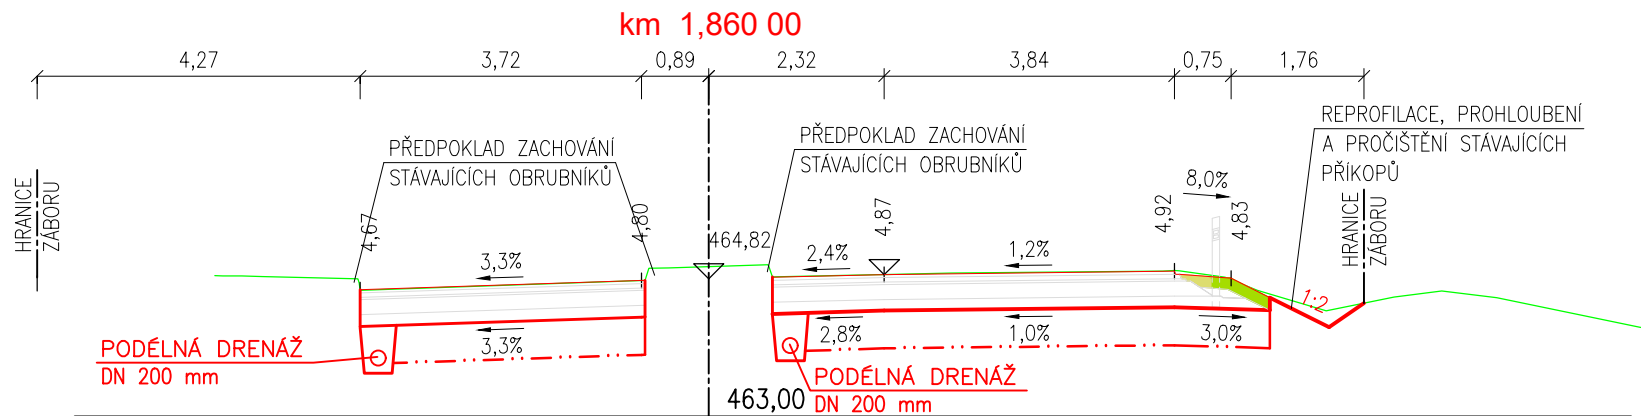 km 1,860 00
4,27 3,72 0,89 2,32 3,84 0,75 1,76
REPROFILACE, PROHLOUBENÍ
A PROČIŠTĚNÍ STÁVAJÍCÍCH
PŘÍKOPŮ
PŘEDPOKLAD ZACHOVÁNÍ
STÁVAJÍCÍCH OBRUBNÍKŮ
PŘEDPOKLAD ZACHOVÁNÍ
STÁVAJÍCÍCH OBRUBNÍKŮ
HRANICE
ZÁBORU
4,67
4,80
464,82
4,87
4,92
8,0%
4,83
HRANICE
ZÁBORU
3,3%
2,4%
1,2%
1:2
3,3%
2,8%
1,0%
3,0%
PODÉLNÁ DRENÁŽ
DN 200 mm
PODÉLNÁ DRENÁŽ
DN 200 mm
463,00